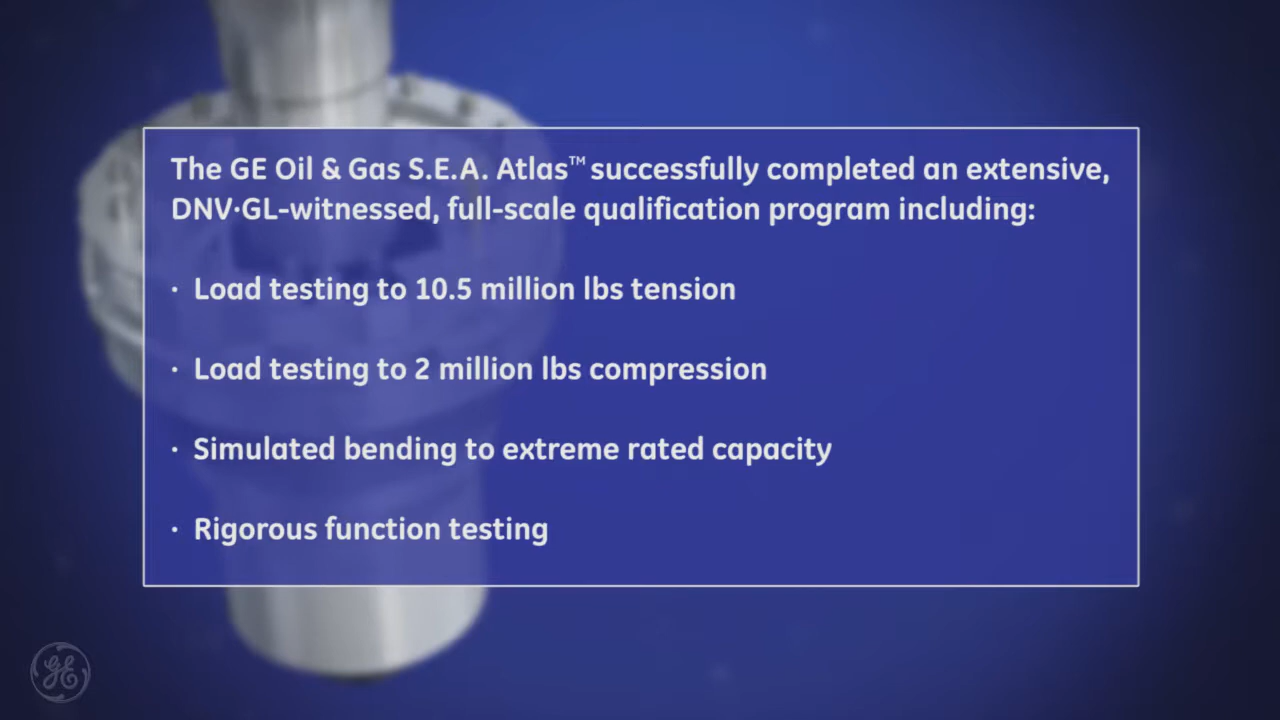 The GE Oil & Gas S.E.A. Atlas™ successfully completed an extensive,
DNV·GL-witnessed, full-scale qualification program including:
· Load testing to 10.5 million lbs tension
· Load testing to 2 million lbs compression
· Simulated bending to extreme rated capacity
· Rigorous function testing
GE